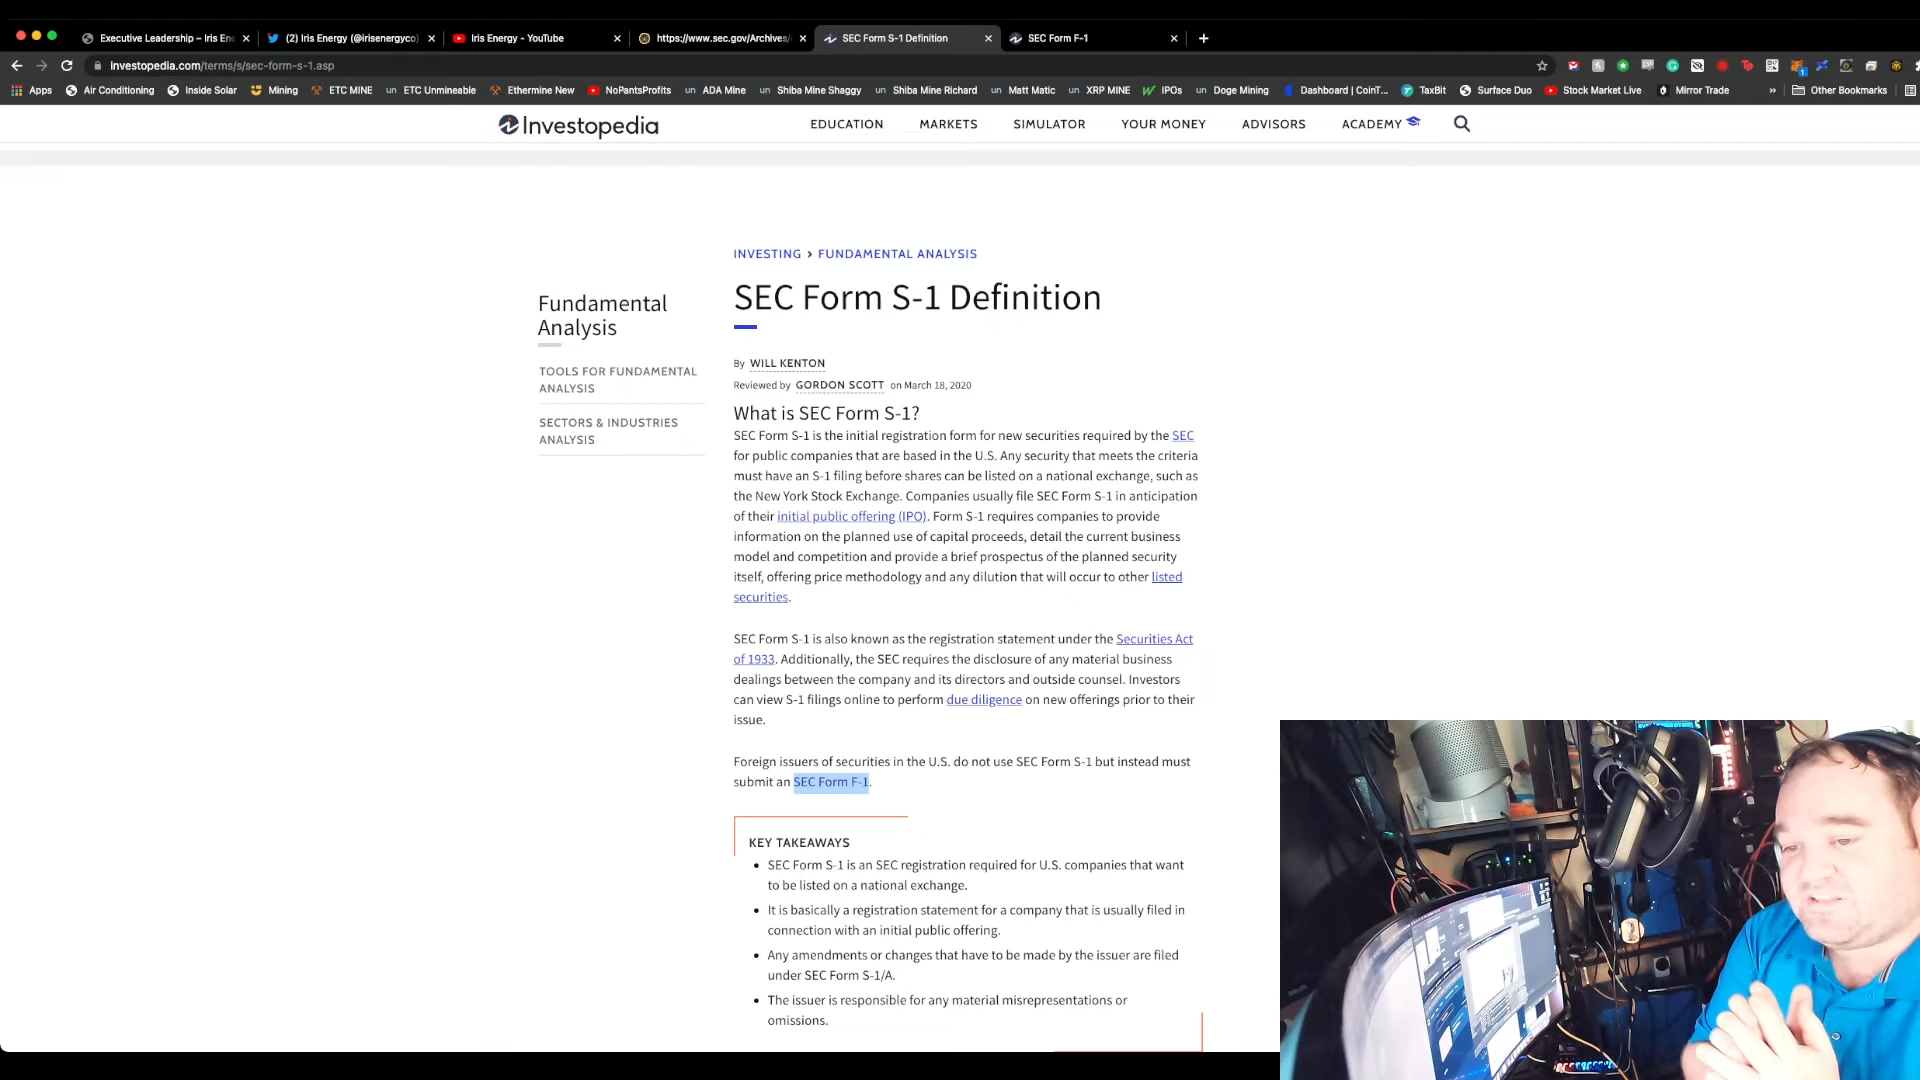 Executive Leadership – Iris En
(2) Iris Energy (@irisenergyco)
Iris Energy - YouTube
https://www.sec.gov/Archives/
SEC Form S-1 Definition
SEC Form F-1
investopedia.com/terms/s/sec-form-s-1.asp
Apps
Air Conditioning
Inside Solar
Mining
ETC MINE
ETC Unmineable
Ethermine New
NoPantsProfits
ADA Mine
Shiba Mine Shaggy
Shiba Mine Richard
Matt Matic
XRP MINE
IPOs
Doge Mining
Dashboard | CoinT...
TaxBit
Surface Duo
Stock Market Live
Mirror Trade
»
Other Bookmarks
Investopedia
EDUCATION
MARKETS
SIMULATOR
YOUR MONEY
ADVISORS
ACADEMY
INVESTING › FUNDAMENTAL ANALYSIS
SEC Form S-1 Definition
Fundamental
Analysis
TOOLS FOR FUNDAMENTAL
ANALYSIS
SECTORS & INDUSTRIES
ANALYSIS
By WILL KENTON
Reviewed by GORDON SCOTT on March 18, 2020
What is SEC Form S-1?
SEC Form S-1 is the initial registration form for new securities required by the SEC
for public companies that are based in the U.S. Any security that meets the criteria
must have an S-1 filing before shares can be listed on a national exchange, such as
the New York Stock Exchange. Companies usually file SEC Form S-1 in anticipation
of their initial public offering (IPO). Form S-1 requires companies to provide
information on the planned use of capital proceeds, detail the current business
model and competition and provide a brief prospectus of the planned security
itself, offering price methodology and any dilution that will occur to other listed
securities.
SEC Form S-1 is also known as the registration statement under the Securities Act
of 1933. Additionally, the SEC requires the disclosure of any material business
dealings between the company and its directors and outside counsel. Investors
can view S-1 filings online to perform due diligence on new offerings prior to their
issue.
Foreign issuers of securities in the U.S. do not use SEC Form S-1 but instead must
submit an SEC Form F-1.
KEY TAKEAWAYS
• SEC Form S-1 is an SEC registration required for U.S. companies that want
to be listed on a national exchange.
• It is basically a registration statement for a company that is usually filed in
connection with an initial public offering.
• Any amendments or changes that have to be made by the issuer are filed
under SEC Form S-1/A.
• The issuer is responsible for any material misrepresentations or
omissions.